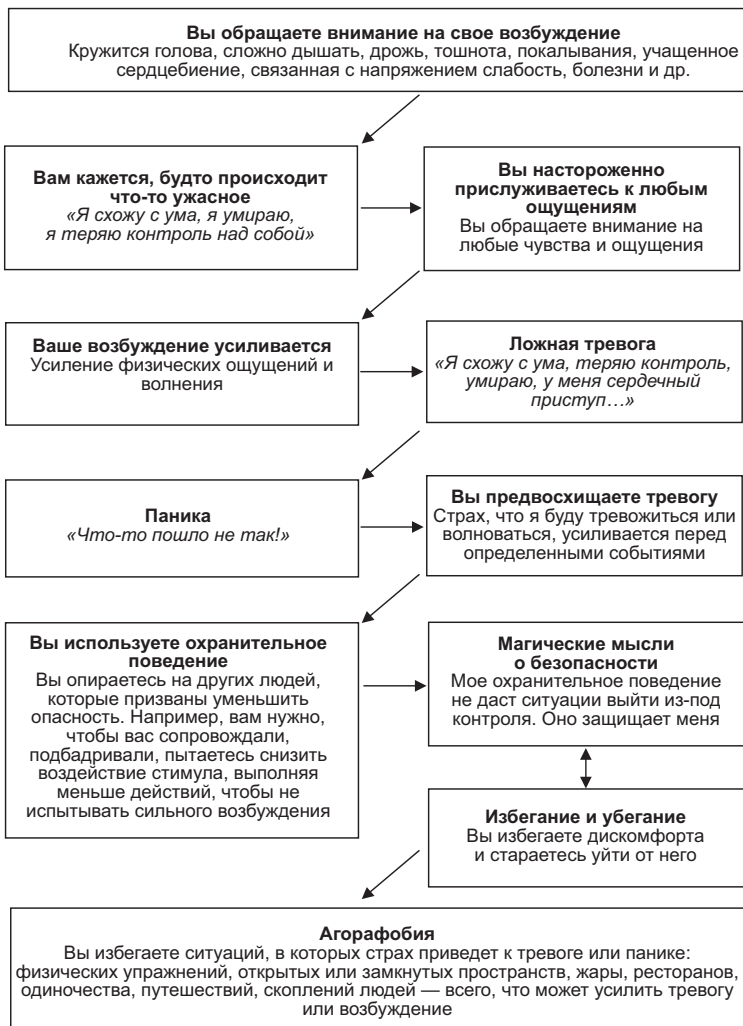 Вы обращаете внимание на свое возбуждение
Кружится голова, сложно дышать, дрожь, тошнота, покалывания, учащенное
сердцебиение, связанная с напряжением слабость, болезни и др.
Вам кажется, будто происходит
что-то ужасное
«Я схожу с ума, я умираю,
я теряю контроль над собой»
Вы настороженно
прислуживаетесь к любым
ощущениям
Вы обращаете внимание на
любые чувства и ощущения
Ваше возбуждение усиливается
Усиление физических ощущений и
волнения
Ложная тревога
«Я схожу с ума, теряю контроль,
умираю, у меня сердечный
приступ…»
Паника
«Что-то пошло не так!»
Вы предвосхищаете тревогу
Страх, что я буду тревожиться или
волноваться, усиливается перед
определенными событиями
Вы используете охранительное
поведение
Вы опираетесь на других людей,
которые призваны уменьшить
опасность. Например, вам нужно,
чтобы вас сопровождали,
подбадривали, пытаетесь снизить
воздействие стимула, выполняя
меньше действий, чтобы не
испытывать сильного возбуждения
Магические мысли
о безопасности
Мое охранительное поведение
не даст ситуации выйти из-под
контроля. Оно защищает меня
Избегание и убегание
Вы избегаете дискомфорта
и стараетесь уйти от него
Агорафобия
Вы избегаете ситуаций, в которых страх приведет к тревоге или панике:
физических упражнений, открытых или замкнутых пространств, жары, ресторанов,
одиночества, путешествий, скоплений людей — всего, что может усилить тревогу
или возбуждение